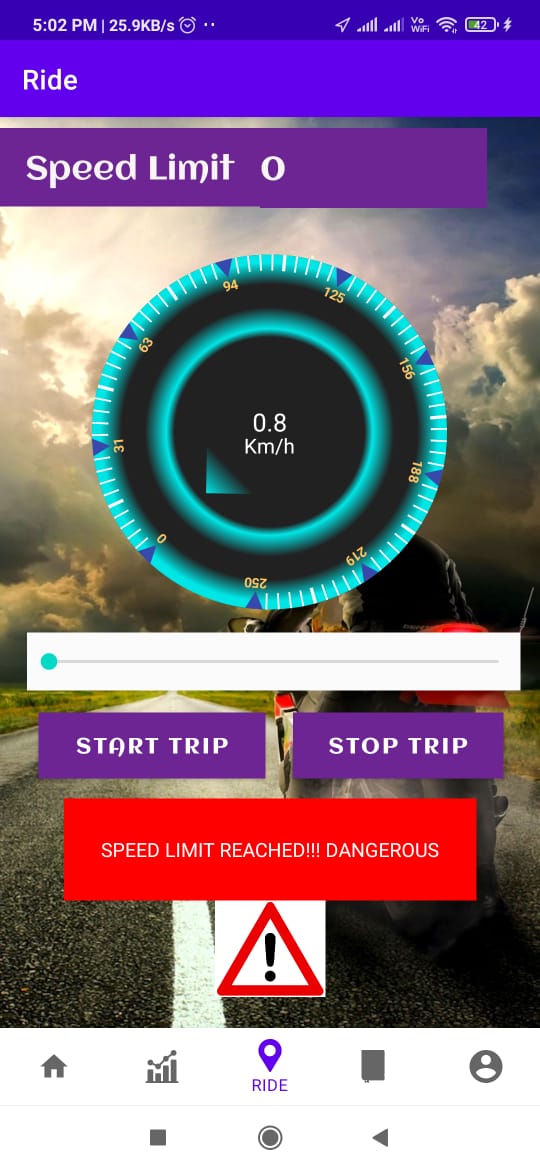 5:02 PM | 25.9KB/s
Vo
WiFi
42
Ride
Speed Limit 0
94
125
63
156
31
188
0
219
250
0.8
Km/h
START TRIP STOP TRIP
SPEED LIMIT REACHED!!! DANGEROUS
!
RIDE